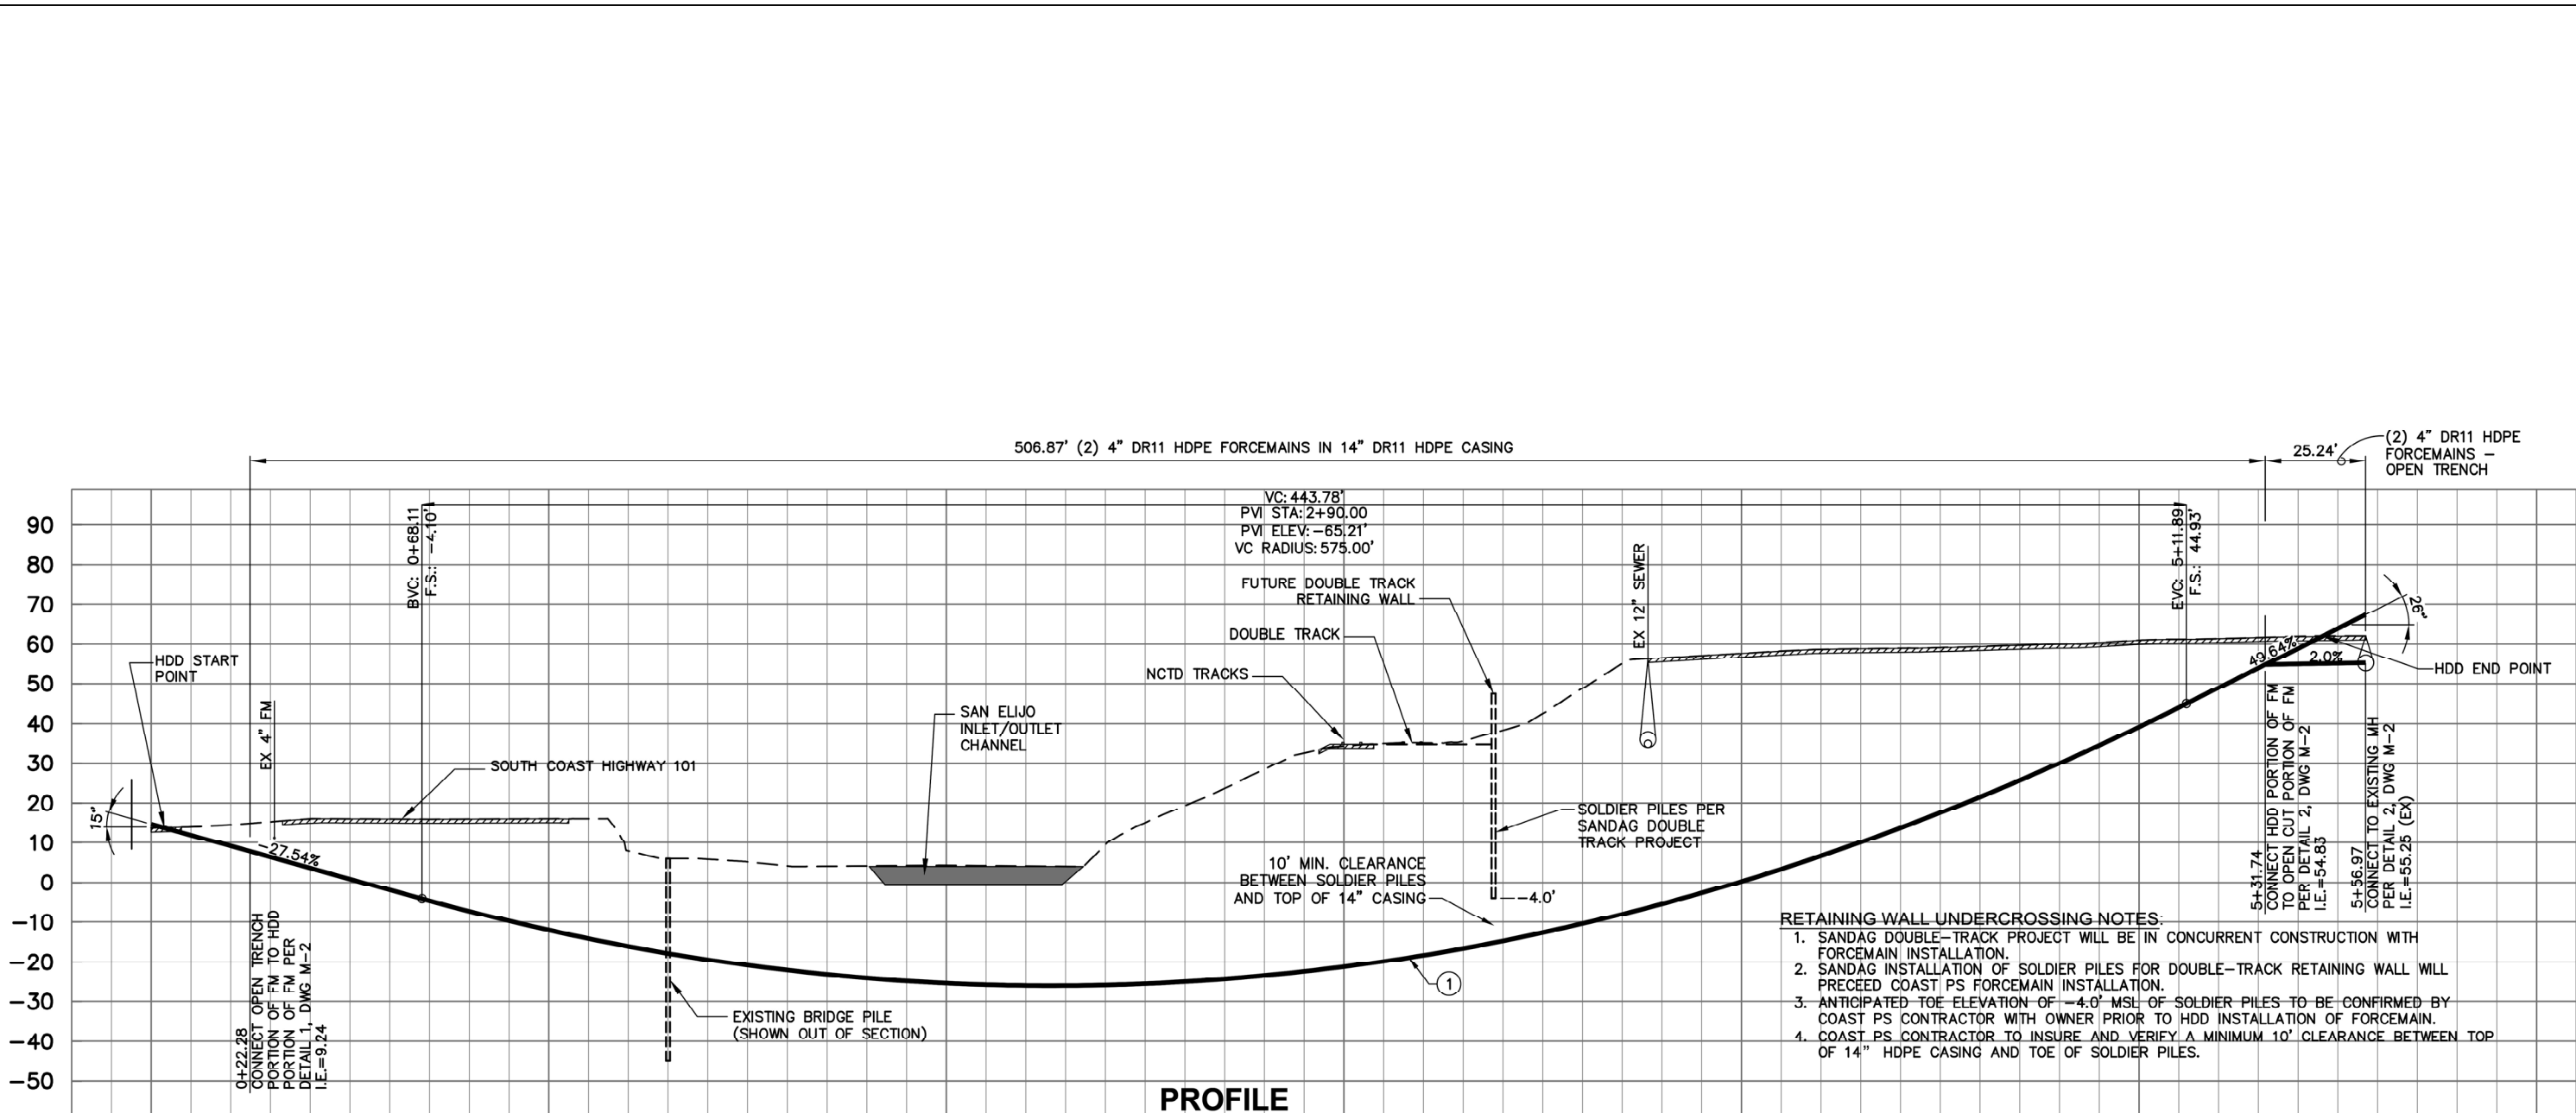 506.87' (2) 4" DR11 HDPE FORCEMAINS IN 14" DR11 HDPE CASING
25.24'
(2) 4" DR11 HDPE
FORCEMAINS –
OPEN TRENCH
90
80
70
60
50
40
30
20
10
0
-10
-20
-30
-40
-50
VC: 443.78'
PVI STA: 2+90.00
PVI ELEV: -65.21'
VC RADIUS: 575.00'
BVC: 0+68.11
F.S.: -4.10'
EVC: 5+11.89
F.S.: 44.93'
HDD START
POINT
15°
EX 4" FM
-27.54%
SOUTH COAST HIGHWAY 101
SAN ELIJO
INLET/OUTLET
CHANNEL
NCTD TRACKS
DOUBLE TRACK
FUTURE DOUBLE TRACK
RETAINING WALL
EX 12" SEWER
SOLDIER PILES PER
SANDAG DOUBLE
TRACK PROJECT
10' MIN. CLEARANCE
BETWEEN SOLDIER PILES
AND TOP OF 14" CASING
-4.0'
1
EXISTING BRIDGE PILE
(SHOWN OUT OF SECTION)
26°
49.64%
2.0%
HDD END POINT
0+22.28
CONNECT OPEN TRENCH
PORTION OF FM TO HDD
PORTION OF FM PER
DETAIL 1, DWG M-2
I.E.=9.24
5+31.74
CONNECT HDD PORTION OF FM
TO OPEN CUT PORTION OF FM
PER DETAIL 2, DWG M-2
I.E.=54.83
5+56.97
CONNECT TO EXISTING MH
PER DETAIL 2, DWG M-2
I.E.=55.25 (EX)
RETAINING WALL UNDERCROSSING NOTES:
1. SANDAG DOUBLE-TRACK PROJECT WILL BE IN CONCURRENT CONSTRUCTION WITH
FORCEMAIN INSTALLATION.
2. SANDAG INSTALLATION OF SOLDIER PILES FOR DOUBLE-TRACK RETAINING WALL WILL
PRECEED COAST PS FORCEMAIN INSTALLATION.
3. ANTICIPATED TOE ELEVATION OF -4.0' MSL OF SOLDIER PILES TO BE CONFIRMED BY
COAST PS CONTRACTOR WITH OWNER PRIOR TO HDD INSTALLATION OF FORCEMAIN.
4. COAST PS CONTRACTOR TO INSURE AND VERIFY A MINIMUM 10' CLEARANCE BETWEEN TOP
OF 14" HDPE CASING AND TOE OF SOLDIER PILES.
PROFILE